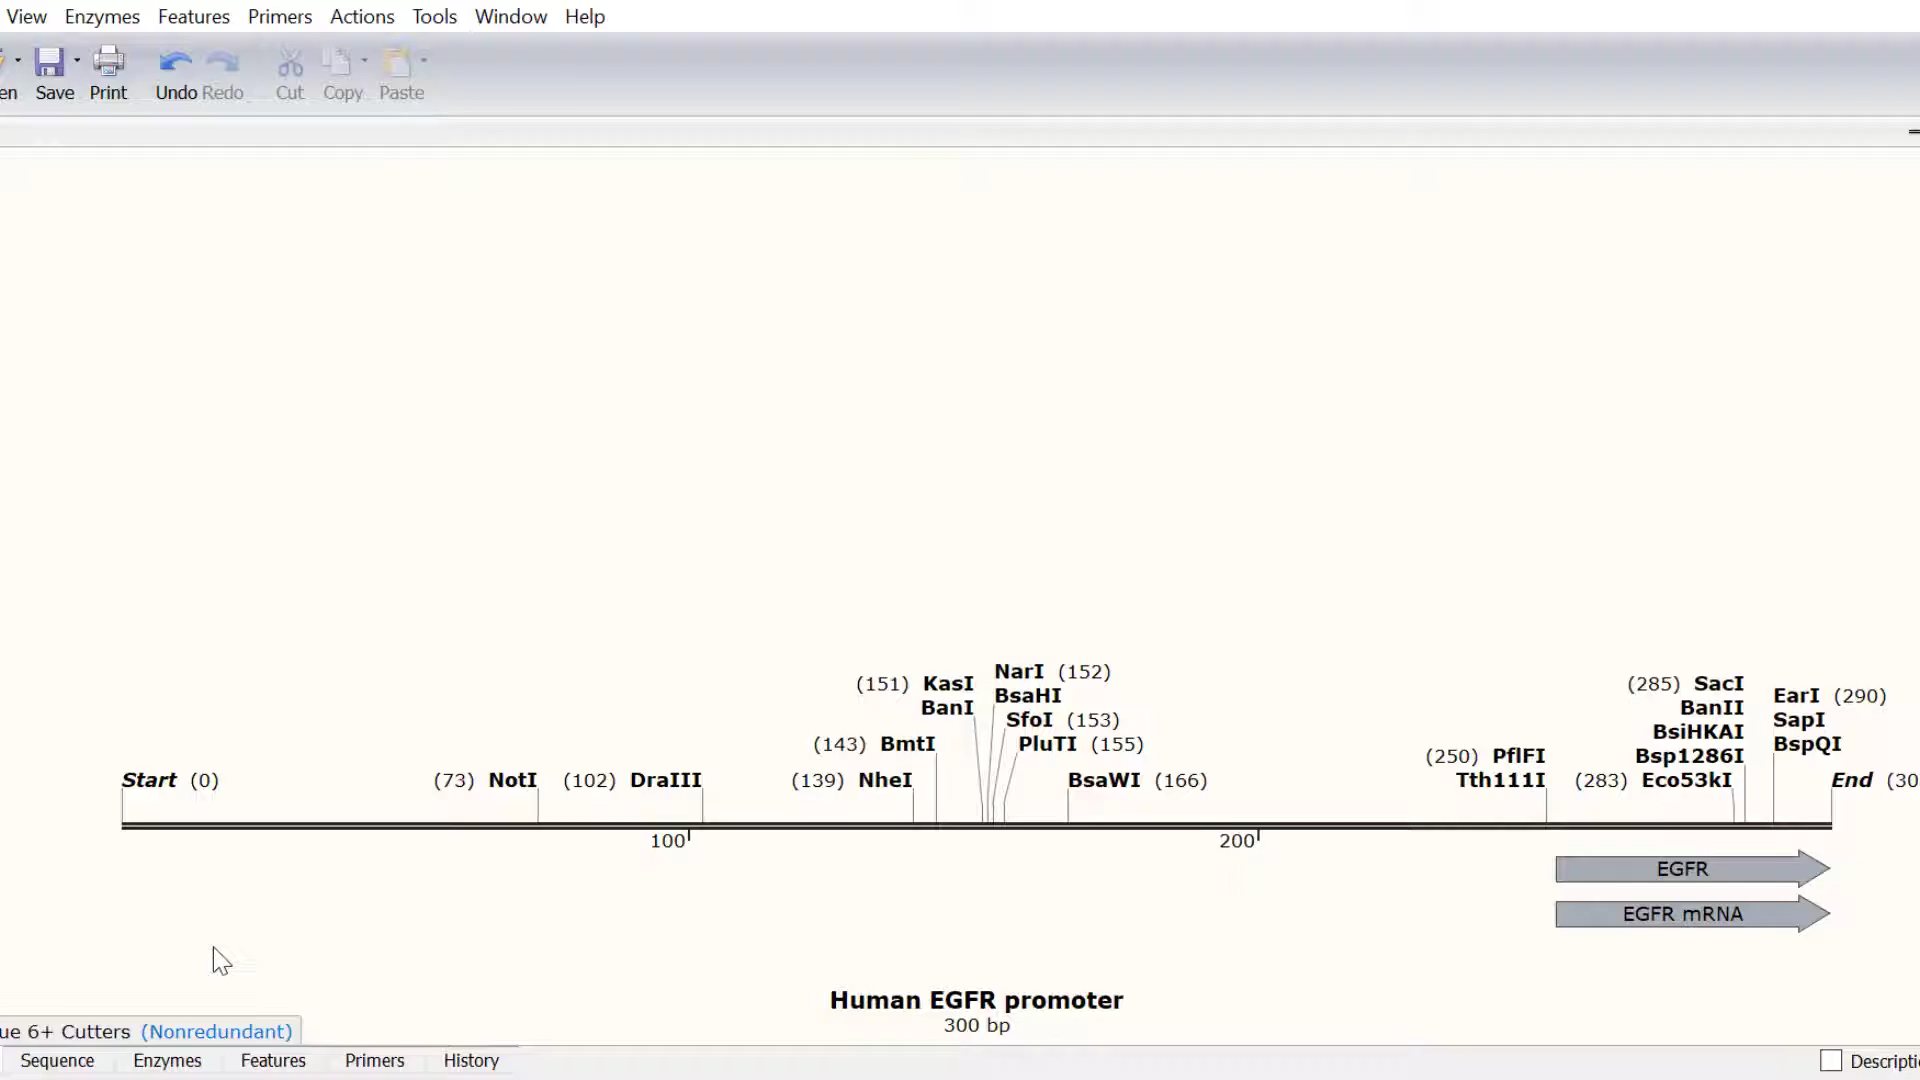 View Enzymes Features Primers Actions Tools Window Help
en Save Print Undo Redo Cut Copy Paste
NarI (152)
(151) KasI (285) SacI
BsaHI EarI (290)
BanI BanII
SfoI (153) SapI
BsiHKAI
(143) BmtI PluTI (155) BspQI
(250) PflFI Bsp1286I
Start (0) (73) NotI (102) DraIII (139) NheI BsaWI (166) Tth111I (283) Eco53kI End (30
100 200
EGFR
EGFR mRNA
Human EGFR promoter
300 bp
ue 6+ Cutters (Nonredundant)
Sequence Enzymes Features Primers History Descripti